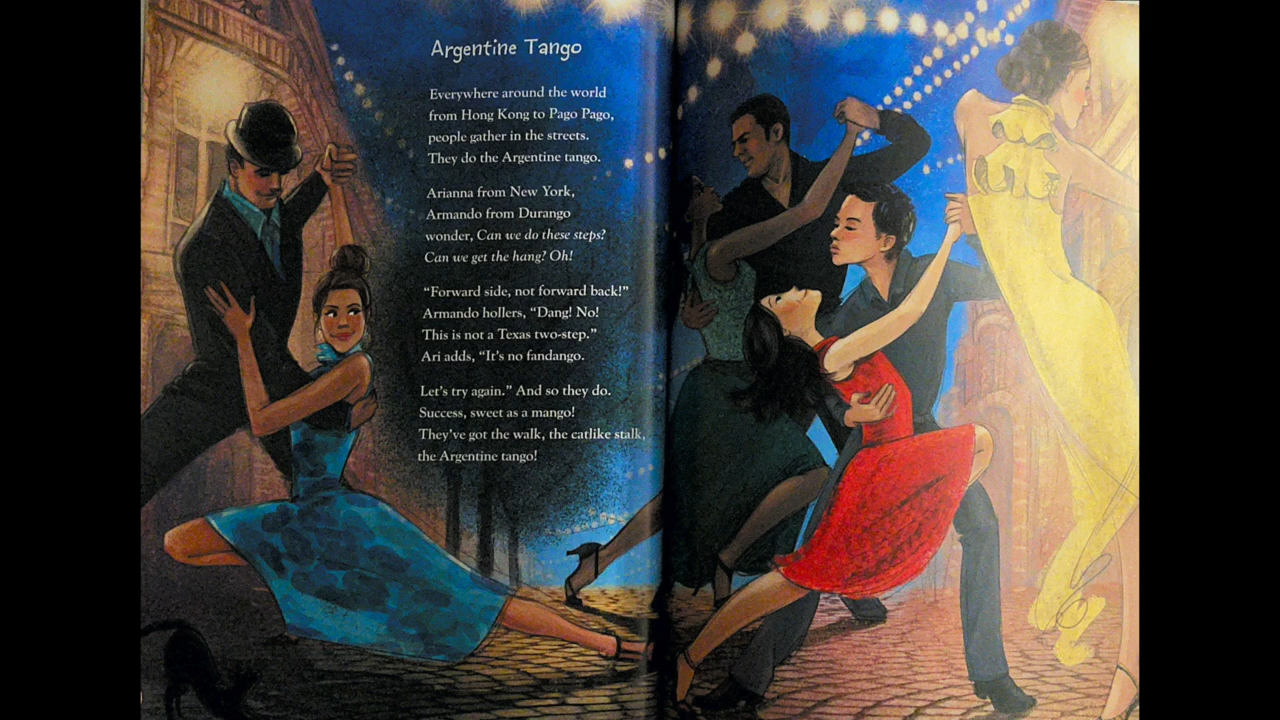 Argentine Tango
Everywhere around the world
from Hong Kong to Pago Pago,
people gather in the streets.
They do the Argentine tango.
Arianna from New York,
Armando from Durango
wonder, Can we do these steps?
Can we get the hang? Oh!
“Forward side, not forward back!”
Armando hollers, “Dang! No!
This is not a Texas two-step.”
Ari adds, “It’s no fandango.
Let’s try again.” And so they do.
Success, sweet as a mango!
They’ve got the walk, the catlike stalk,
the Argentine tango!